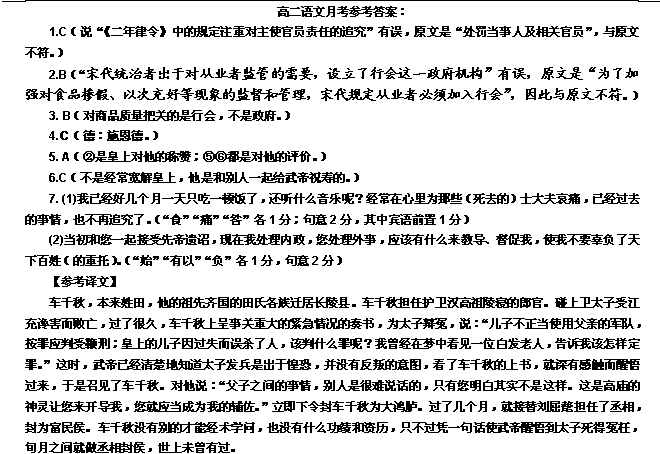 高二语文月考参考答案：
1.C（说“《二年律令》中的规定注重对主使官员责任的追究”有误，原文是“处罚当事人及相关官员”，与原文
不符。）
2.B（“宋代统治者出于对从业者监管的需要，设立了行会这一政府机构”有误，原文是“为了加
强对食品掺假、以次充好等现象的监督和管理，宋代规定从业者必须加入行会”，因此与原文不符。）
3. B（对商品质量把关的是行会，不是政府。）
4.C（德：施恩德。）
5. A（②是皇上对他的称赞；⑤⑥都是对他的评价。）
6.C（不是经常宽解皇上，他是和别人一起给武帝祝寿的。）
7. (1)我已经好几个月一天只吃一顿饭了，还听什么音乐呢？经常在心里为那些（死去的）士大夫哀痛，已经过去
的事情，也不再追究了。（“食”“痛”“咎”各1分；句意2分，其中宾语前置1分）
(2)当初和您一起接受先帝遗诏，现在我处理内政，您处理外事，应该有什么来教导、督促我，使我不要辜负了天
下百姓（的重托）。（“始”“有以”“负”各1分，句意2分）
【参考译文】
车千秋，本来姓田，他的祖先齐国的田氏各族迁居长陵县。车千秋担任护卫汉高祖陵寝的郎官。碰上卫太子受江
充谗害而败亡，过了很久，车千秋上呈事关重大的紧急情况的奏书，为太子辩冤，说：“儿子不正当使用父亲的军队，
按罪应判受鞭刑；皇上的儿子因过失而误杀了人，该判什么罪呢？我曾经在梦中看见一位白发老人，告诉我该怎样定
罪。”这时，武帝已经清楚地知道太子发兵是出于惶恐，并没有反叛的意图，看了车千秋的上书，就深有感触而醒悟
过来，于是召见了车千秋。对他说：“父子之间的事情，别人是很难说话的，只有您明白其实不是这样。这是高庙的
神灵让您来开导我，您就应当成为我的辅佐。”立即下令封车千秋为大鸿胪。过了几个月，就接替刘屈氂担任了丞相，
封为富民侯。车千秋没有别的才能经术学问，也没有什么功绩和资历，只不过凭一句话使武帝醒悟到太子死得冤枉，
旬月之间就做丞相封侯，世上未曾有过。